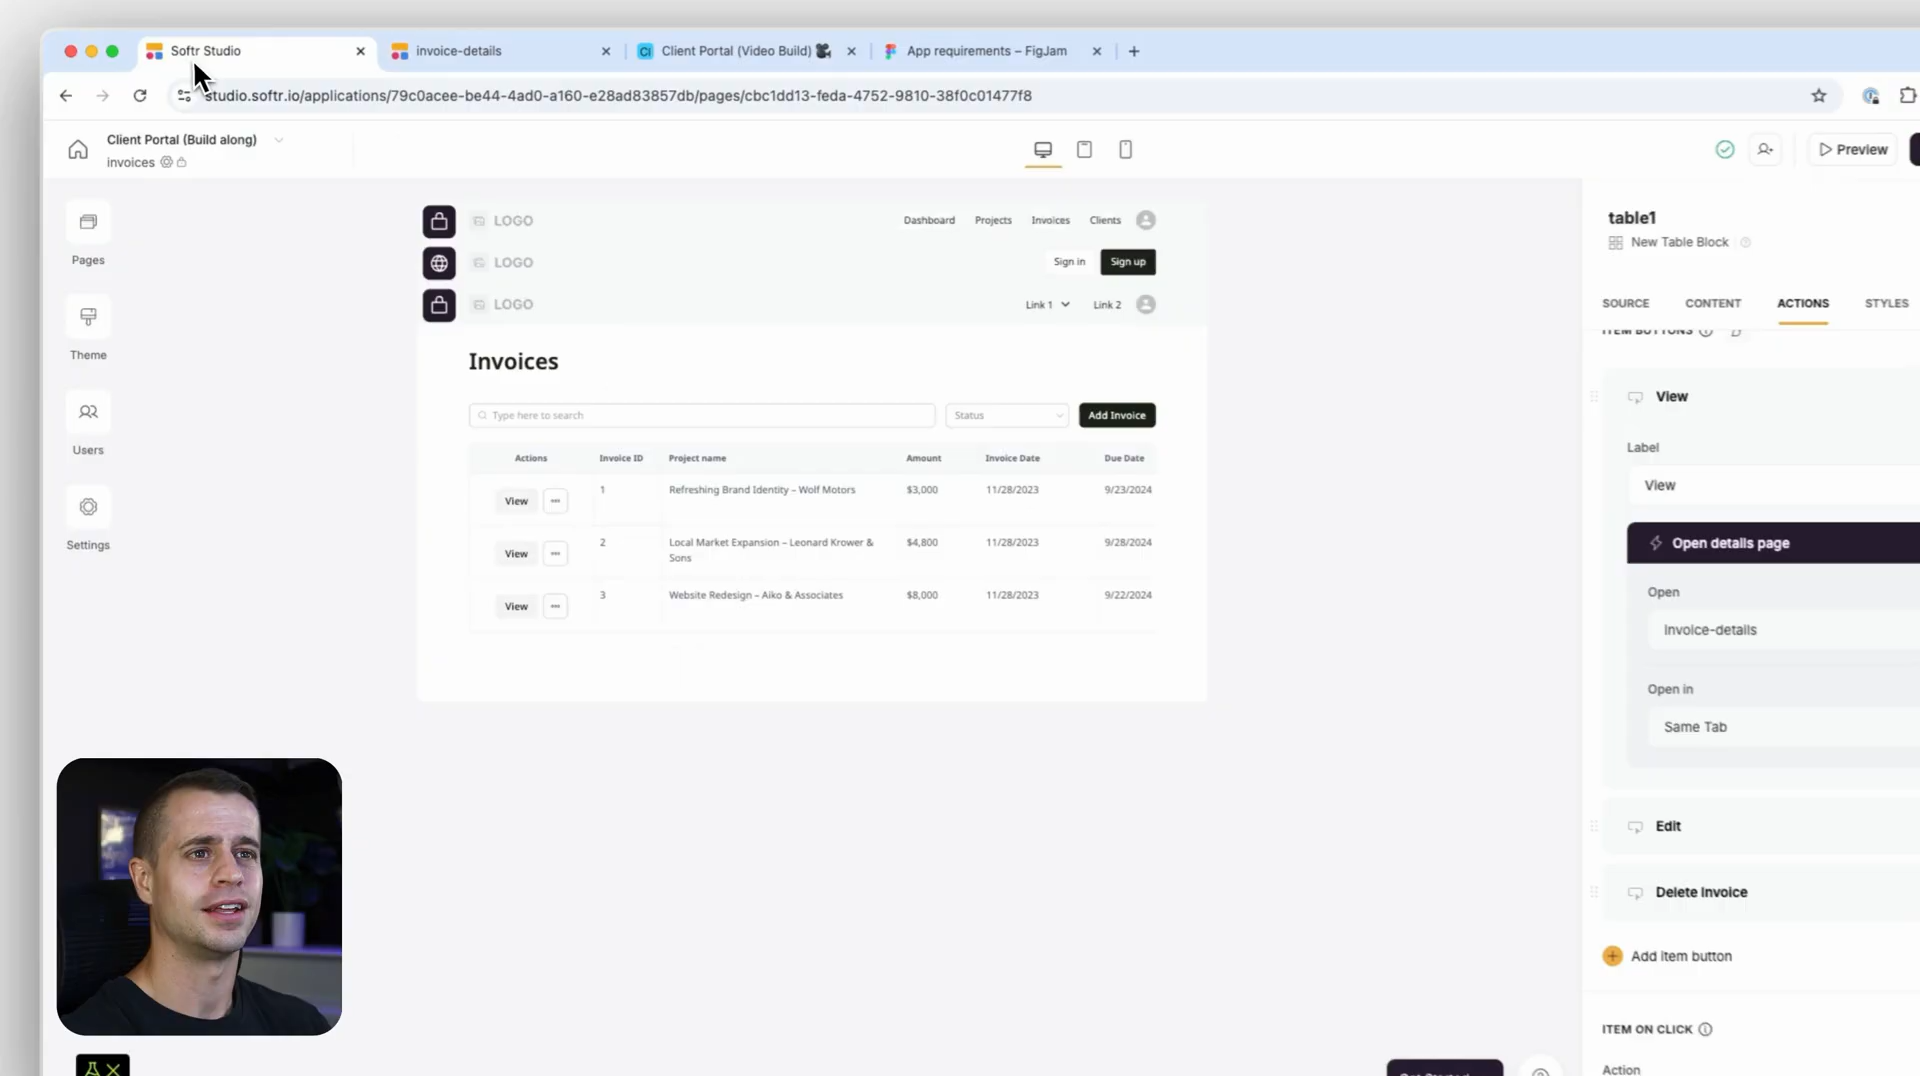 Softr Studio
invoice-details
Client Portal (Video Build)
App requirements – FigJam
studio.softr.io/applications/79c0acee-be44-4ad0-a160-e28ad83857db/pages/cbc1dd13-feda-4752-9810-38f0c01477f8
Client Portal (Build along)
invoices
Preview
Pages
Theme
Users
Settings
LOGO
Dashboard Projects Invoices Clients
LOGO
Sign in Sign up
LOGO
Link 1 Link 2
Invoices
Type here to search
Status
Add Invoice
Actions Invoice ID Project name Amount Invoice Date Due Date
View 1 Refreshing Brand Identity – Wolf Motors $3,000 11/28/2023 9/23/2024
View 2 Local Market Expansion – Leonard Krower & Sons $4,800 11/28/2023 9/28/2024
View 3 Website Redesign – Aiko & Associates $8,000 11/28/2023 9/22/2024
table1
New Table Block
SOURCE CONTENT ACTIONS STYLES
ITEM BUTTONS
View
Label
View
Open details page
Open
Invoice-details
Open in
Same Tab
Edit
Delete Invoice
Add item button
ITEM ON CLICK
Action